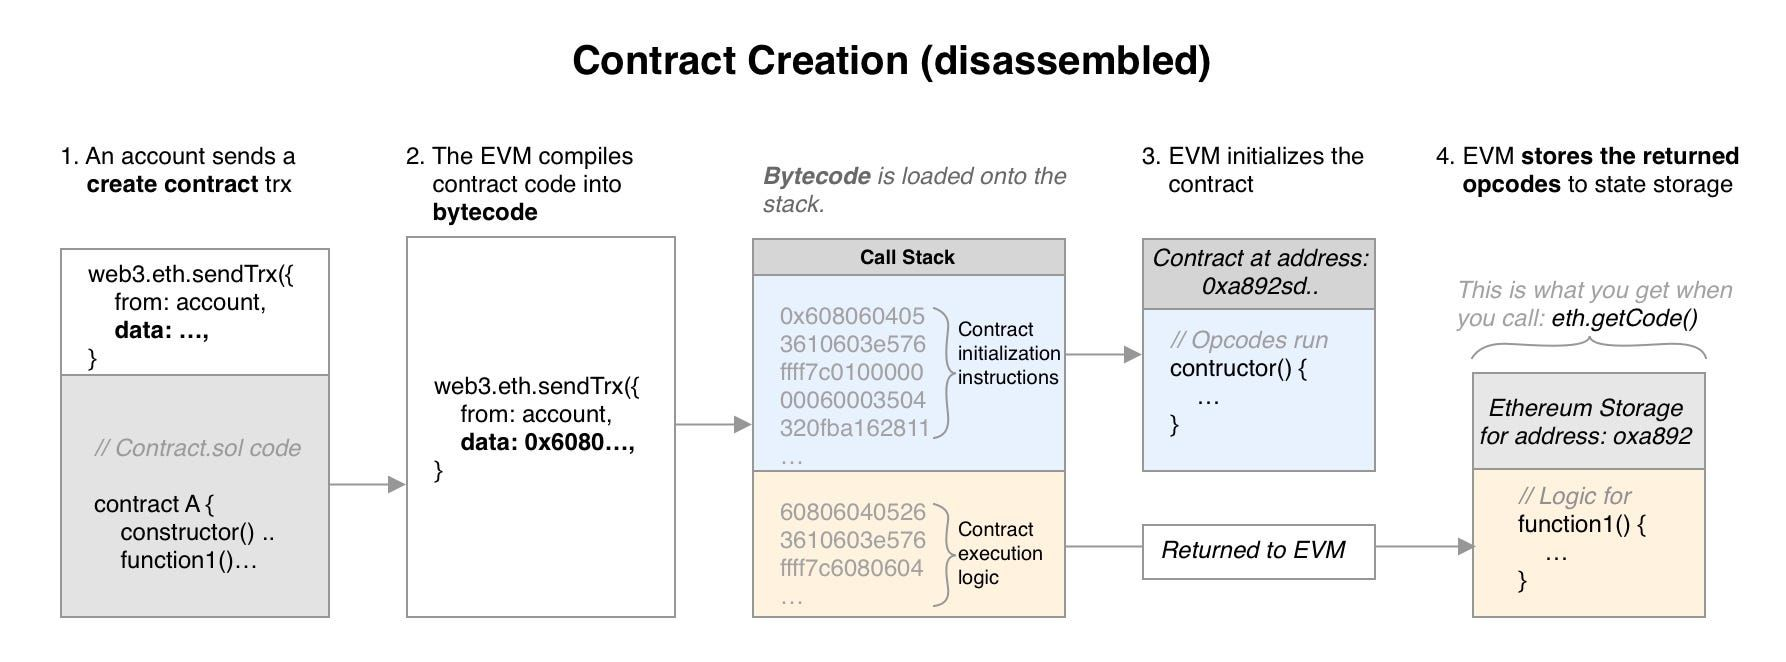 Contract Creation (disassembled)
1. An account sends a
create contract trx
web3.eth.sendTrx({
from: account,
data: ...,
}
// Contract.sol code
contract A {
constructor() ..
function1()...
2. The EVM compiles
contract code into
bytecode
web3.eth.sendTrx({
from: account,
data: 0x6080...,
}
Bytecode is loaded onto the
stack.
Call Stack
0x608060405
3610603e576
ffff7c0100000
00060003504
320fba162811
...
Contract
initialization
instructions
60806040526
3610603e576
ffff7c6080604
...
Contract
execution
logic
3. EVM initializes the
contract
Contract at address:
0xa892sd..
// Opcodes run
contructor() {
...
}
Returned to EVM
4. EVM stores the returned
opcodes to state storage
This is what you get when
you call: eth.getCode()
Ethereum Storage
for address: oxa892
// Logic for
function1() {
...
}